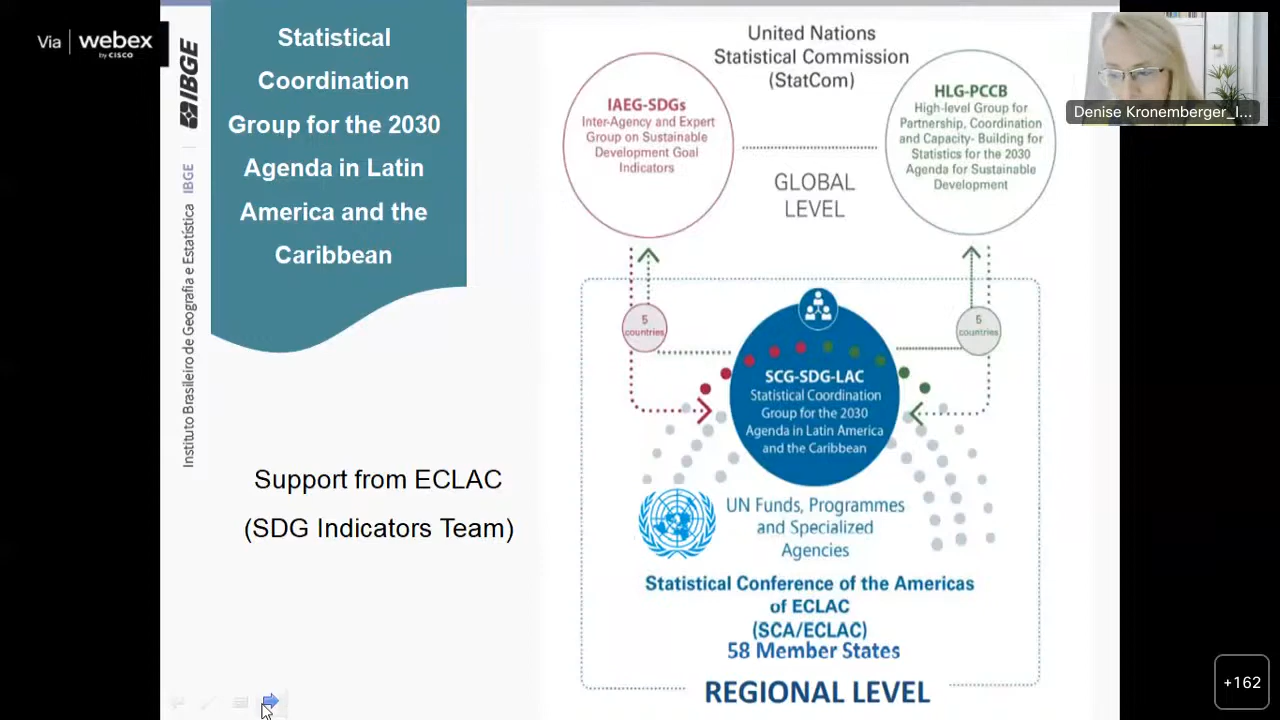 Via webex
by CISCO
IBGE
Instituto Brasileiro de Geografia e Estatística IBGE
Statistical
Coordination
Group for the 2030
Agenda in Latin
America and the
Caribbean
Support from ECLAC
(SDG Indicators Team)
United Nations
Statistical Commission
(StatCom)
IAEG-SDGs
Inter-Agency and Expert
Group on Sustainable
Development Goal
Indicators
HLG-PCCB
High-level Group for
Partnership, Coordination
and Capacity- Building for
Statistics for the 2030
Agenda for Sustainable
Development
GLOBAL
LEVEL
5
countries
5
countries
SCG-SDG-LAC
Statistical Coordination
Group for the 2030
Agenda in Latin America
and the Caribbean
UN Funds, Programmes
and Specialized
Agencies
Statistical Conference of the Americas
of ECLAC
(SCA/ECLAC)
58 Member States
REGIONAL LEVEL
Denise Kronemberger_I...
+162